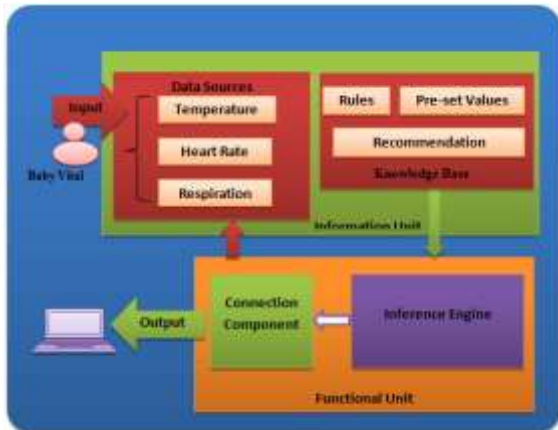 Data Sources
Input
Temperature
Heart Rate
Respiration
Baby Vital
Rules
Pre-set Values
Recommendation
Knowledge Base
Information Unit
Output
Connection
Component
Inference Engine
Functional Unit